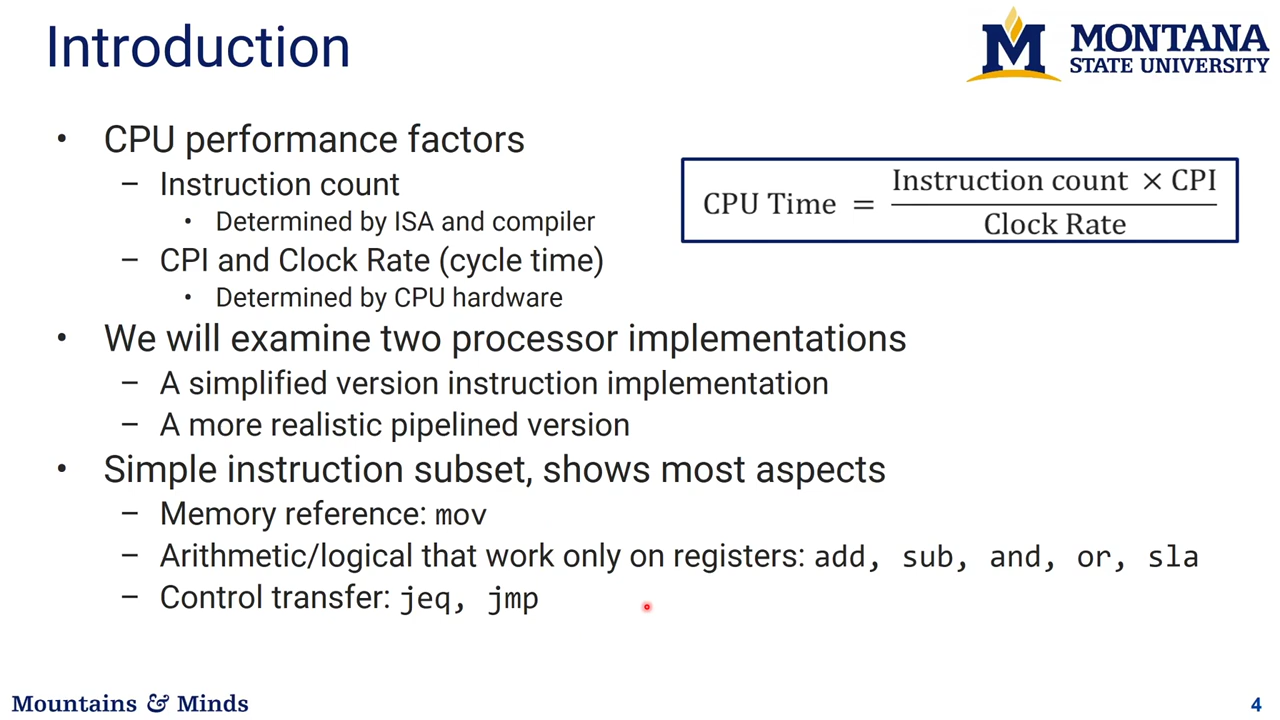 Introduction
MONTANA
STATE UNIVERSITY
• CPU performance factors
– Instruction count
• Determined by ISA and compiler
– CPI and Clock Rate (cycle time)
• Determined by CPU hardware
CPU Time = Instruction count × CPI
Clock Rate
• We will examine two processor implementations
– A simplified version instruction implementation
– A more realistic pipelined version
• Simple instruction subset, shows most aspects
– Memory reference: mov
– Arithmetic/logical that work only on registers: add, sub, and, or, sla
– Control transfer: jeq, jmp
Mountains & Minds
4